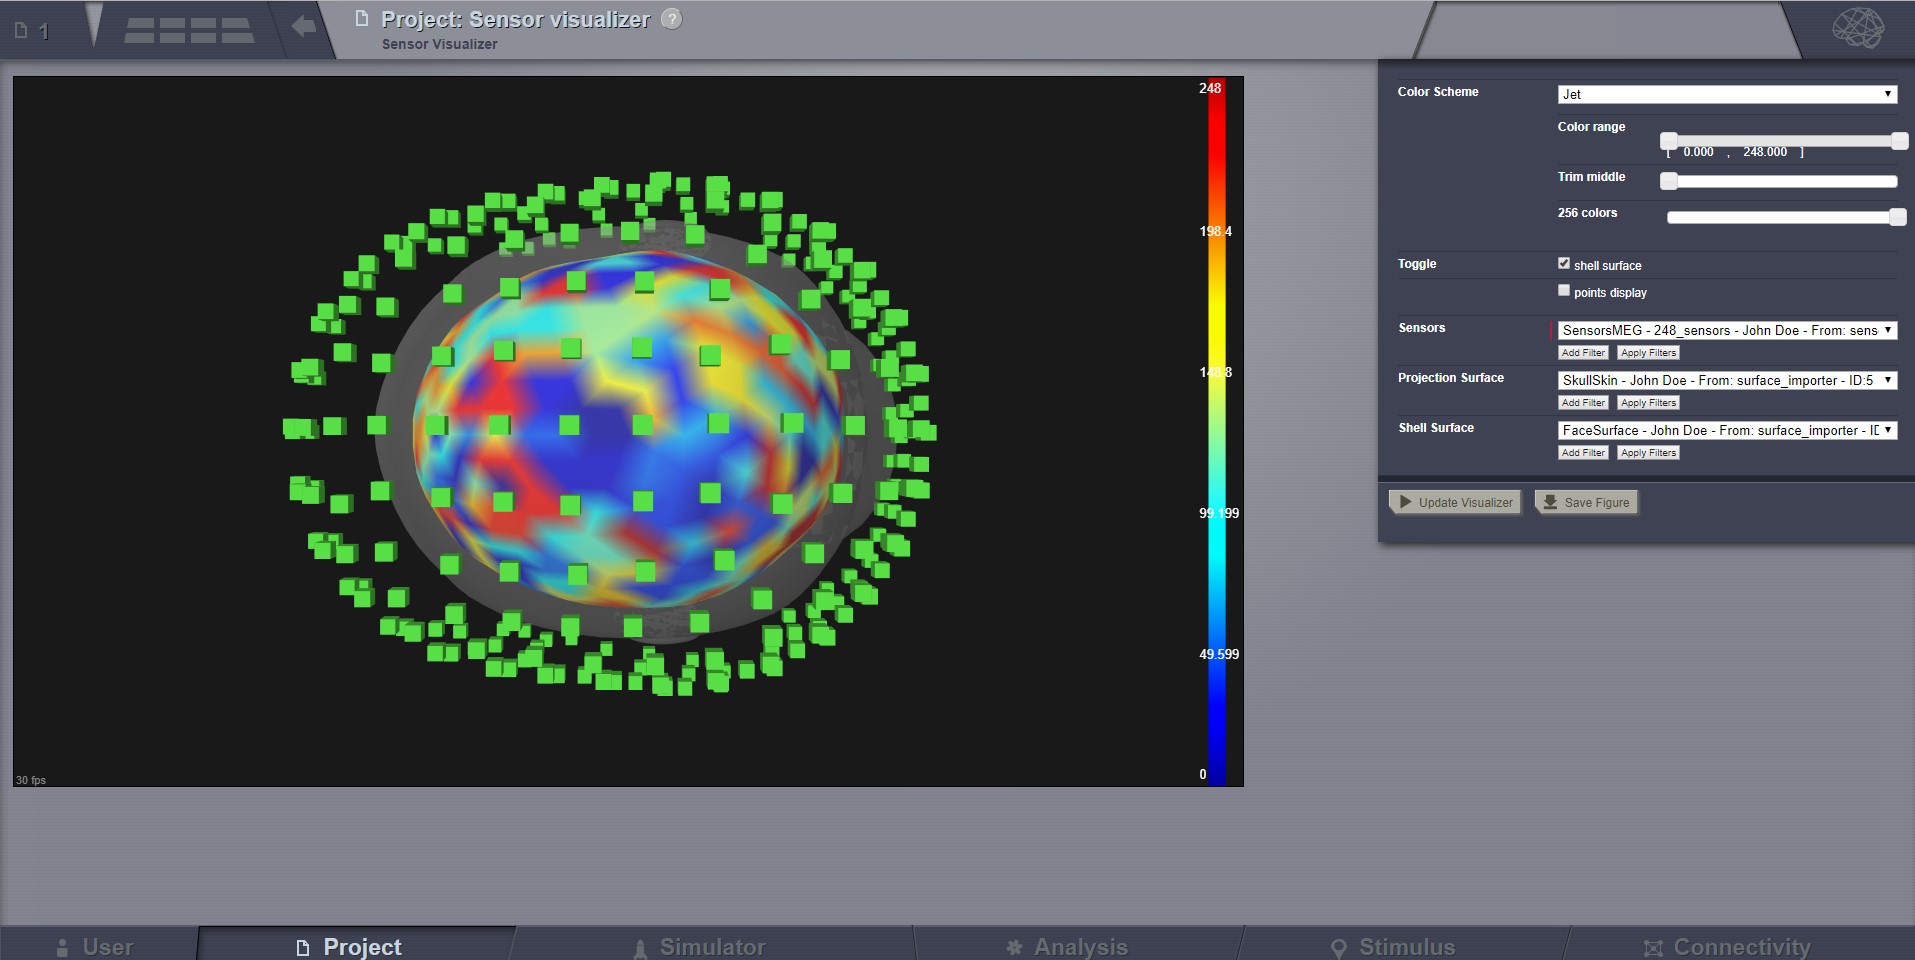 1
Project: Sensor visualizer ?
Sensor Visualizer
248
198.4
148.8
99.199
49.599
0
30 fps
Color Scheme
Jet
Color range
[ 0.000 , 248.000 ]
Trim middle
256 colors
Toggle
shell surface
points display
Sensors
SensorsMEG - 248_sensors - John Doe - From: sens
Add Filter Apply Filters
Projection Surface
SkullSkin - John Doe - From: surface_importer - ID:5
Add Filter Apply Filters
Shell Surface
FaceSurface - John Doe - From: surface_importer - ID
Add Filter Apply Filters
Update Visualizer Save Figure
User Project Simulator Analysis Stimulus Connectivity